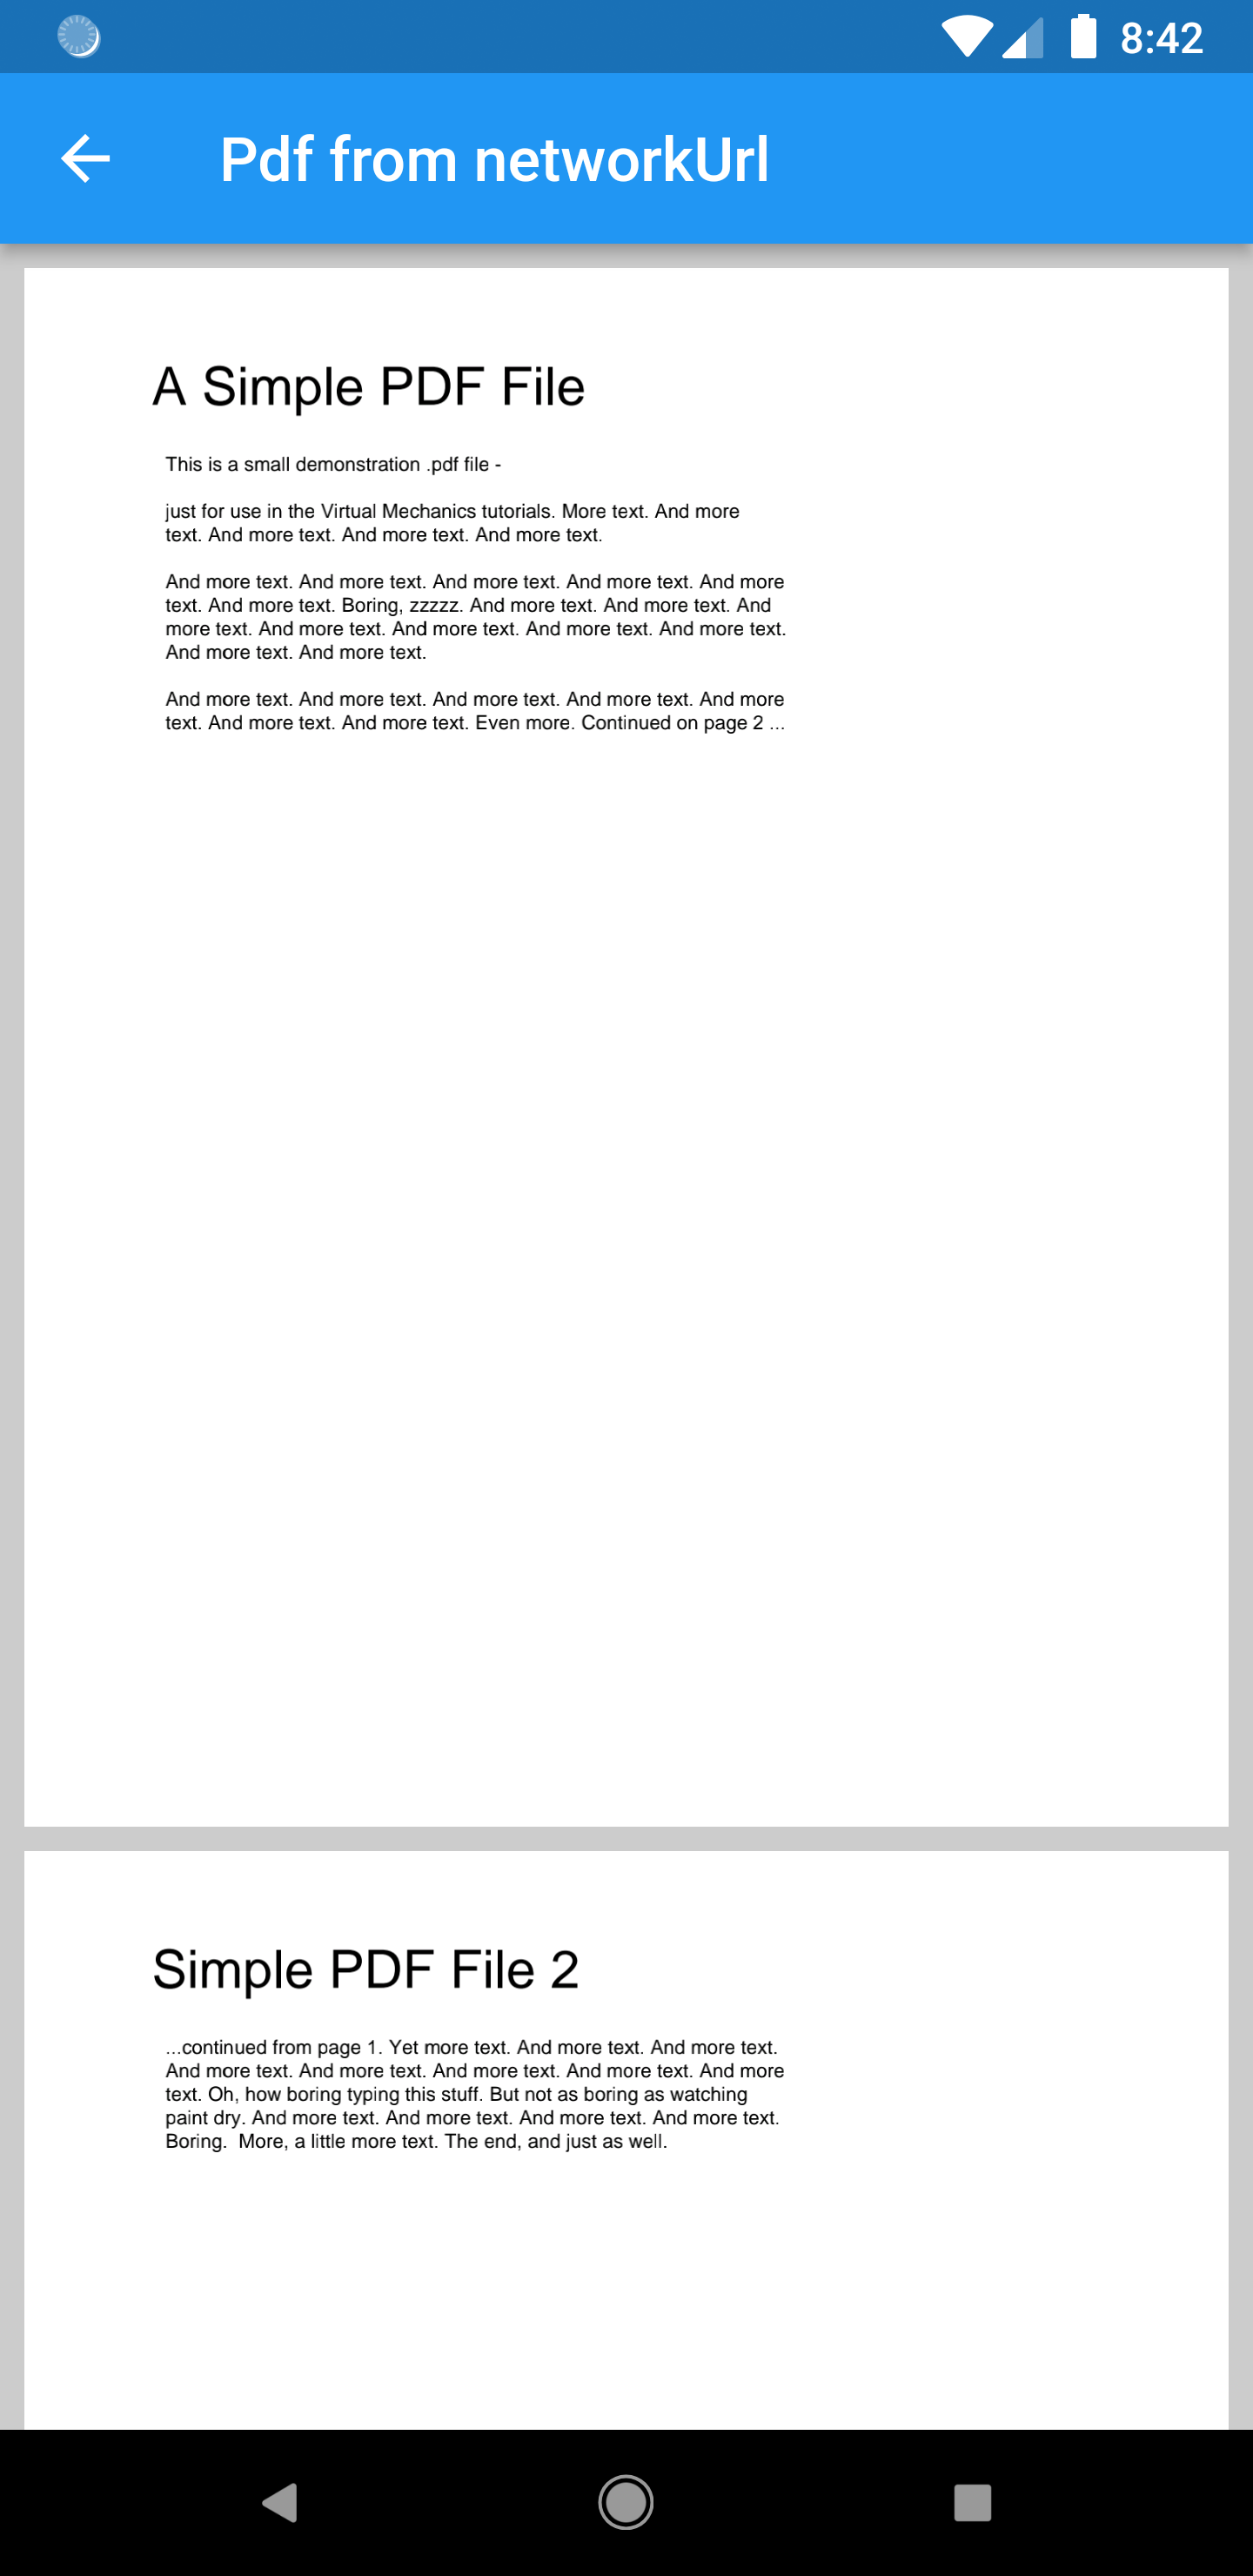 8:42
Pdf from networkUrl
A Simple PDF File
This is a small demonstration .pdf file -
just for use in the Virtual Mechanics tutorials. More text. And more
text. And more text. And more text. And more text.
And more text. And more text. And more text. And more text. And more
text. And more text. Boring, zzzzz. And more text. And more text. And
more text. And more text. And more text. And more text. And more text.
And more text. And more text.
And more text. And more text. And more text. And more text. And more
text. And more text. And more text. Even more. Continued on page 2 ...
Simple PDF File 2
...continued from page 1. Yet more text. And more text. And more text.
And more text. And more text. And more text. And more text. And more
text. Oh, how boring typing this stuff. But not as boring as watching
paint dry. And more text. And more text. And more text. And more text.
Boring.  More, a little more text. The end, and just as well.